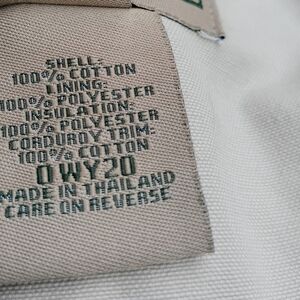 SHELL:
100% COTTON
LINING:
100% POLYESTER
INSULATION:
100% POLYESTER
CORDUROY TRIM:
100% COTTON
0WY20
MADE IN THAILAND
CARE ON REVERSE